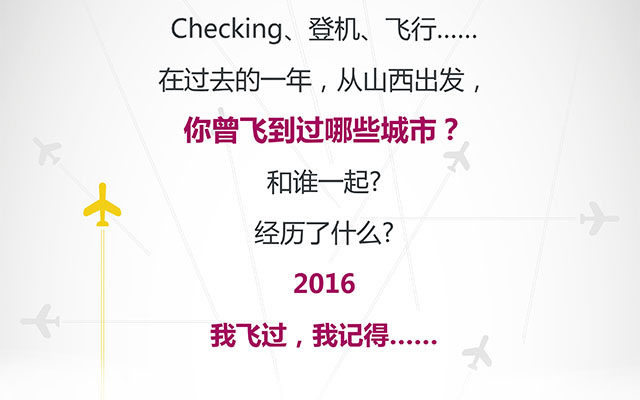 Checking、登机、飞行……
在过去的一年，从山西出发，
你曾飞到过哪些城市？
和谁一起?
经历了什么?
2016
我飞过，我记得……